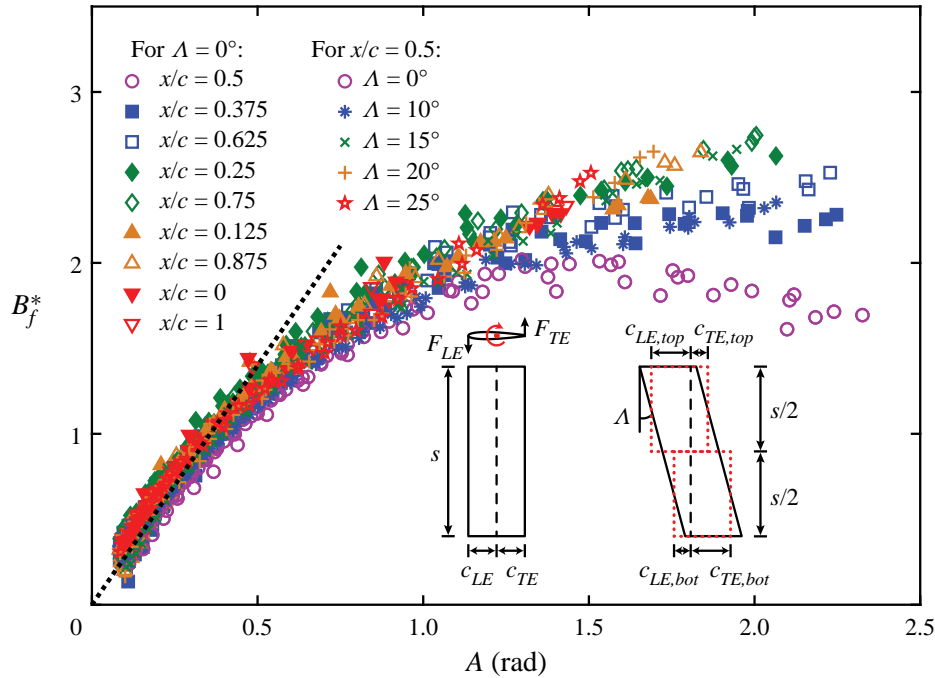 For Λ = 0°:
x/c = 0.5
x/c = 0.375
x/c = 0.625
x/c = 0.25
x/c = 0.75
x/c = 0.125
x/c = 0.875
x/c = 0
x/c = 1
For x/c = 0.5:
Λ = 0°
Λ = 10°
Λ = 15°
Λ = 20°
Λ = 25°
3
2
1
0
B*f
F_LE
F_TE
s
c_LE
c_TE
c_LE,top
c_TE,top
Λ
s/2
s/2
c_LE,bot
c_TE,bot
0.5
1.0
1.5
2.0
2.5
A (rad)